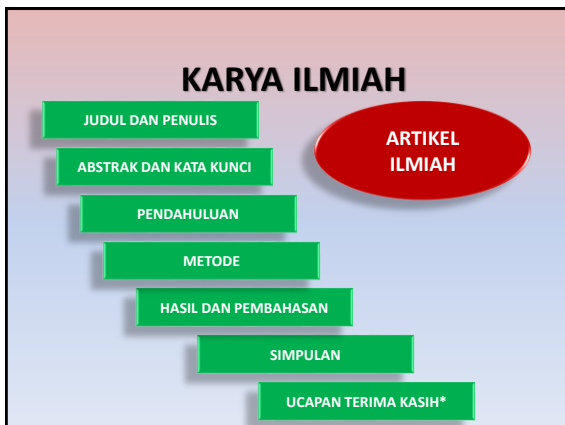 KARYA ILMIAH
JUDUL DAN PENULIS
ARTIKEL
ILMIAH
ABSTRAK DAN KATA KUNCI
PENDAHULUAN
METODE
HASIL DAN PEMBAHASAN
SIMPULAN
UCAPAN TERIMA KASIH*